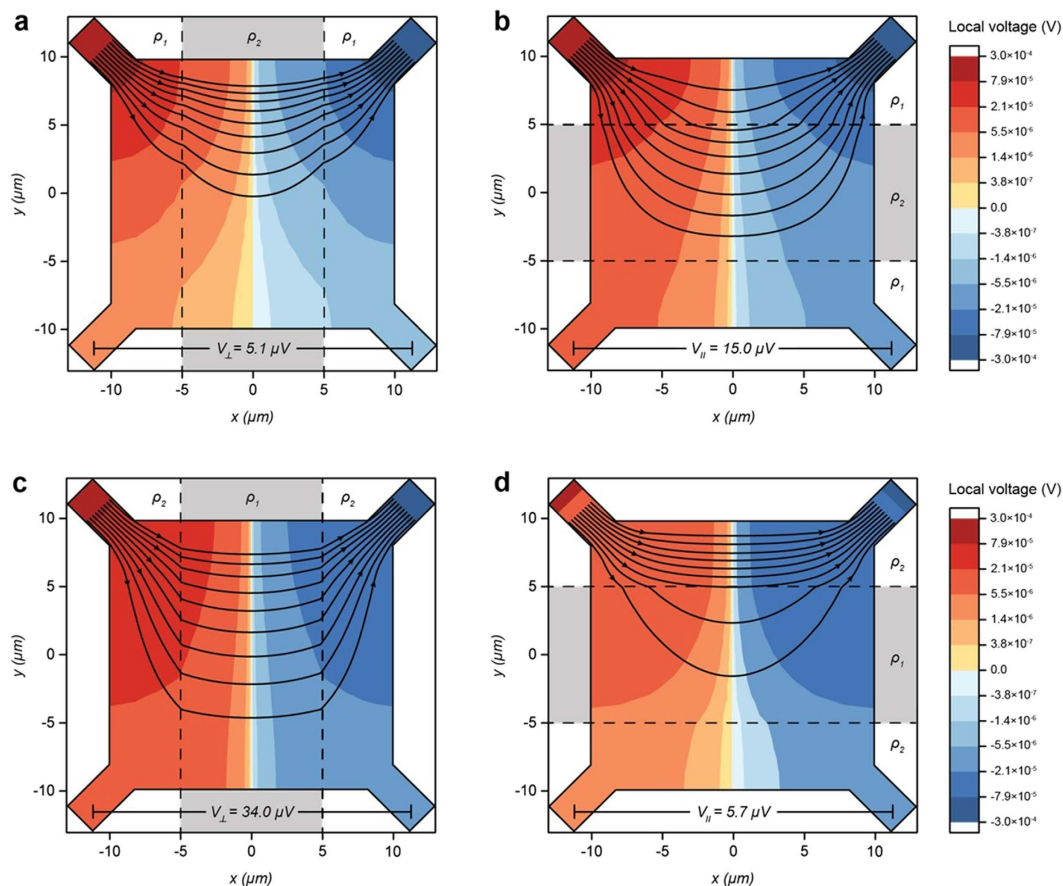 a
ρ₁ ρ₂ ρ₁
10
5
0
-5
-10
y (µm)
V⊥ = 5.1 µV
-10 -5 0 5 10
x (µm)
b
10
5
0
-5
-10
y (µm)
ρ₁
ρ₂
ρ₁
V∥ = 15.0 µV
-10 -5 0 5 10
x (µm)
Local voltage (V)
3.0×10⁻⁴
7.9×10⁻⁵
2.1×10⁻⁵
5.5×10⁻⁶
1.4×10⁻⁶
3.8×10⁻⁷
0.0
-3.8×10⁻⁷
-1.4×10⁻⁶
-5.5×10⁻⁶
-2.1×10⁻⁵
-7.9×10⁻⁵
-3.0×10⁻⁴
c
ρ₂ ρ₁ ρ₂
10
5
0
-5
-10
y (µm)
V⊥ = 34.0 µV
-10 -5 0 5 10
x (µm)
d
10
5
0
-5
-10
y (µm)
ρ₂
ρ₁
ρ₂
V∥ = 5.7 µV
-10 -5 0 5 10
x (µm)
Local voltage (V)
3.0×10⁻⁴
7.9×10⁻⁵
2.1×10⁻⁵
5.5×10⁻⁶
1.4×10⁻⁶
3.8×10⁻⁷
0.0
-3.8×10⁻⁷
-1.4×10⁻⁶
-5.5×10⁻⁶
-2.1×10⁻⁵
-7.9×10⁻⁵
-3.0×10⁻⁴